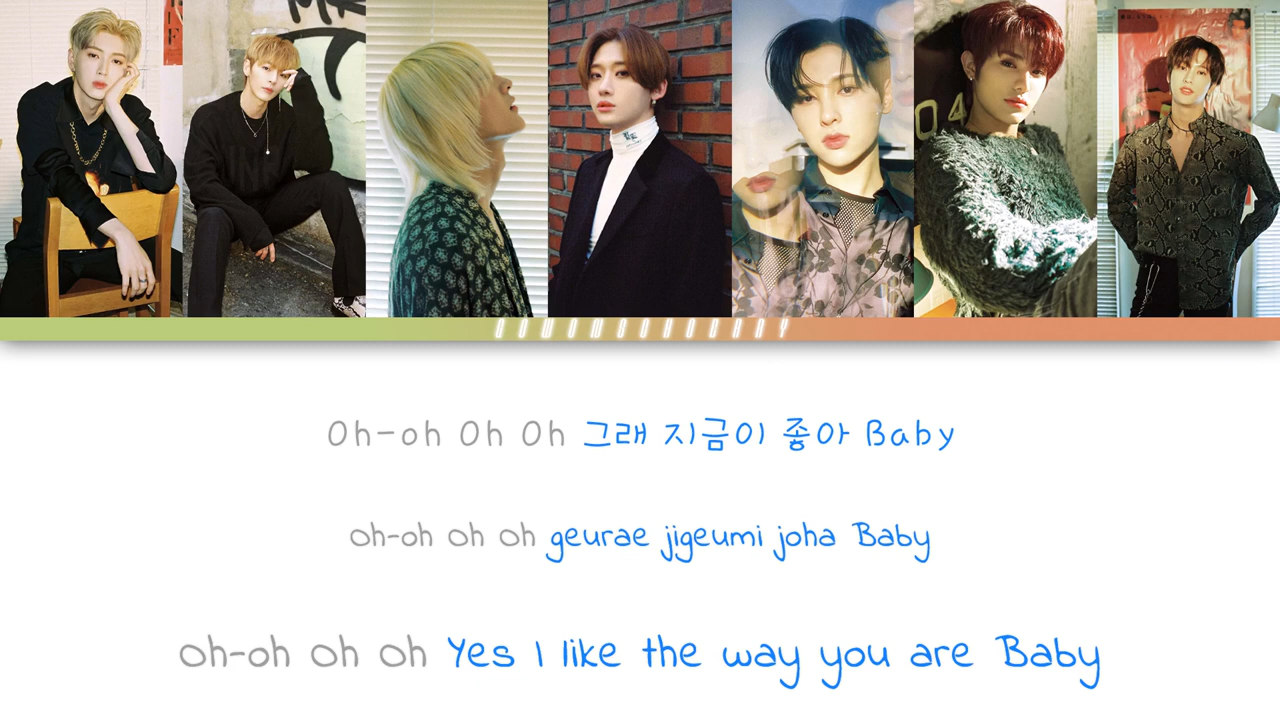 04
Oh-oh Oh Oh 그래 지금이 좋아 Baby
Oh-oh Oh Oh geurae jigeumi joha Baby
Oh-oh Oh Oh Yes I like the way you are Baby